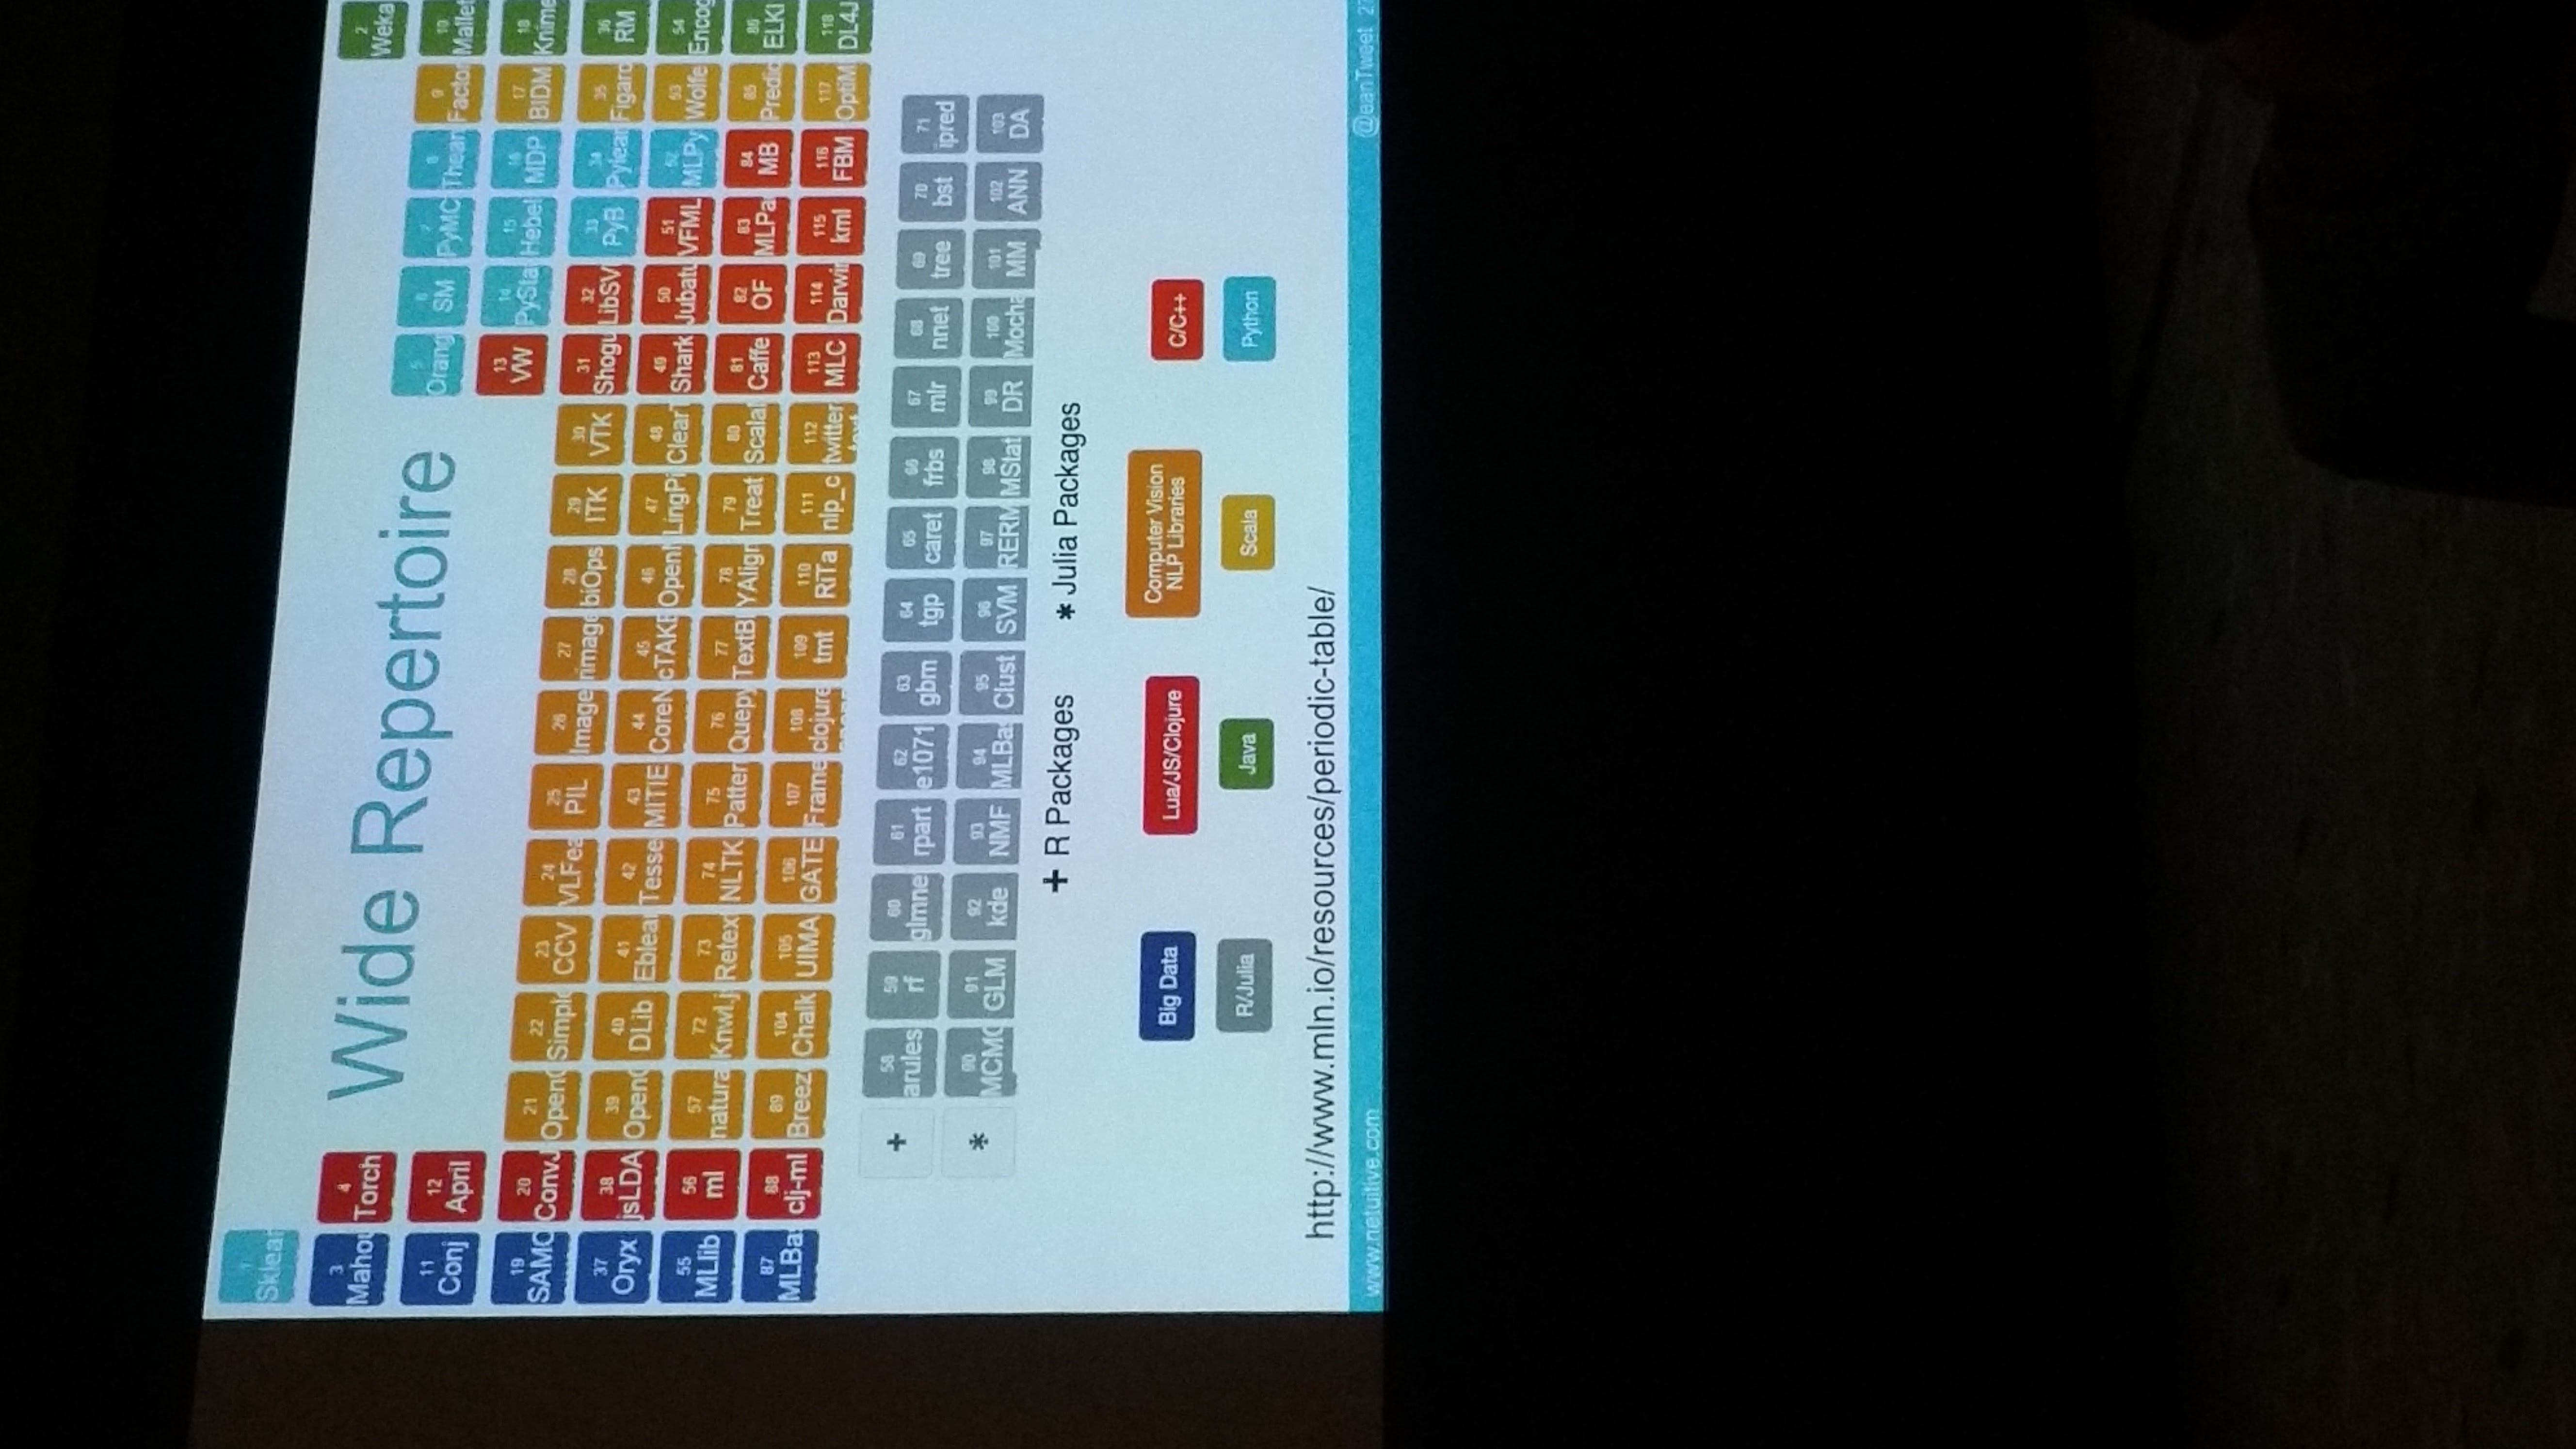 1
Sklear
Wide Repertoire
2
Weka
3
Mahou
4
Torch
5
Orang
6
SM
7
PyMC
8
Thean
9
Factor
10
Mallet
11
Conj
12
April
13
VW
14
PySta
15
Hebel
16
MDP
17
BIDM
18
Knime
19
SAMO
20
ConvJ
21
OpenC
22
Simple
23
CCV
24
VLFea
25
PIL
26
Image
27
rimage
28
biOps
29
ITK
30
VTK
31
Shogu
32
LibSV
33
PyB
34
Pylear
35
Figaro
36
RM
37
Oryx
38
jsLDA
39
OpenC
40
DLib
41
Eblear
42
Tesse
43
MITIE
44
CoreN
45
cTAKE
46
OpenN
47
LingPi
48
ClearT
49
Shark
50
Jubatu
51
VFML
52
MLPy
53
Wolfe
54
Encog
55
MLlib
56
ml
57
natura
72
Knwl.j
73
Retex
74
NLTK
75
Patter
76
Quepy
77
TextBl
78
YAlign
79
Treat
80
Scalal
81
Caffe
82
OF
83
MLPa
84
MB
85
Predic
86
ELKI
87
MLBa
88
clj-ml
89
Breez
104
Chalk
105
UIMA
106
GATE
107
Frame
108
clojure
109
tmt
110
RiTa
111
nlp_c
112
twitter
text
113
MLC
114
Darwin
115
kml
116
FBM
117
OptiM
118
DL4J
+
58
arules
59
rf
60
glmne
61
rpart
62
e1071
63
gbm
64
tgp
65
caret
66
frbs
67
mlr
68
nnet
69
tree
70
bst
71
ipred
*
90
MCMC
91
GLM
92
kde
93
NMF
94
MLBas
95
Clust
96
SVM
97
RERM
98
MStat
99
DR
100
Mocha
101
MM
102
ANN
103
DA
+ R Packages * Julia Packages
Big Data
Lua/JS/Clojure
Computer Vision
NLP Libraries
C/C++
R/Julia
Java
Scala
Python
http://www.mln.io/resources/periodic-table/
www.netuitive.com
@eanTweet